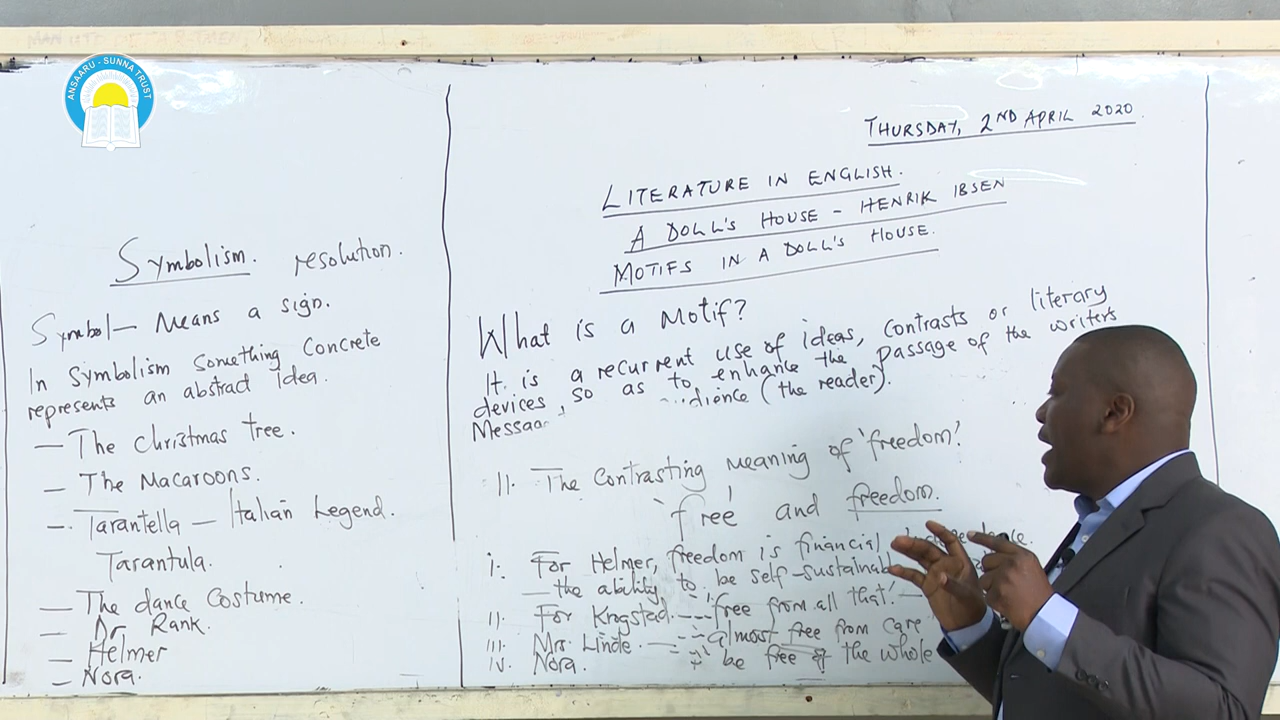 ANSAARU - SUNNA TRUST
Symbolism. resolution.
Symbol - Means a sign.
In Symbolism Something Concrete
represents an abstract Idea.
- The Christmas tree.
- The Macaroons.
- Tarantella - Italian Legend.
Tarantula.
- The dance Costume.
- Dr Rank.
- Helmer
- Nora.
THURSDAY, 2ND APRIL 2020
LITERATURE IN ENGLISH.
A DOLL'S HOUSE - HENRIK IBSEN
MOTIFS IN A DOLL'S HOUSE.
What is a Motif?
It is a recurrent use of ideas, Contrasts or literary
devices, so as to enhance the passage of the writers
Messa dience (the reader).
II. The Contrasting Meaning of 'freedom'.
'free' and freedom.
I. For Helmer, freedom is financial
- the ability to be self-sustainab
II. For Krogstad. --- 'free from all that! -
III. Mrs. Linde. - almost free from care
IV. Nora. be free of the whole